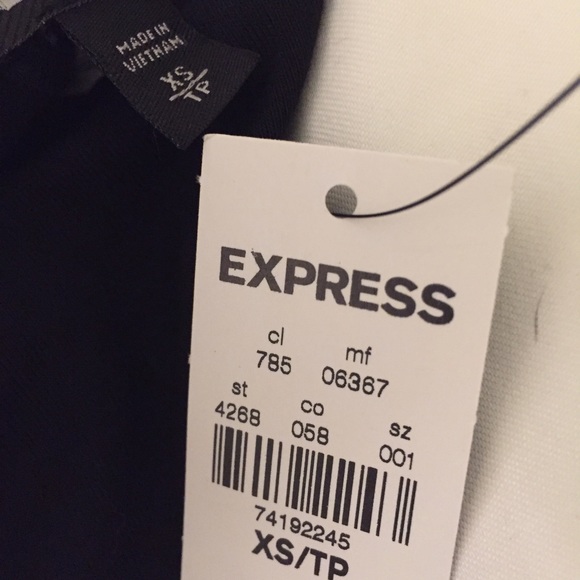 MADE IN
VIETNAM
XS/TP
EXPRESS
cl mf
785 06367
st co sz
4268 058 001
74192245
XS/TP